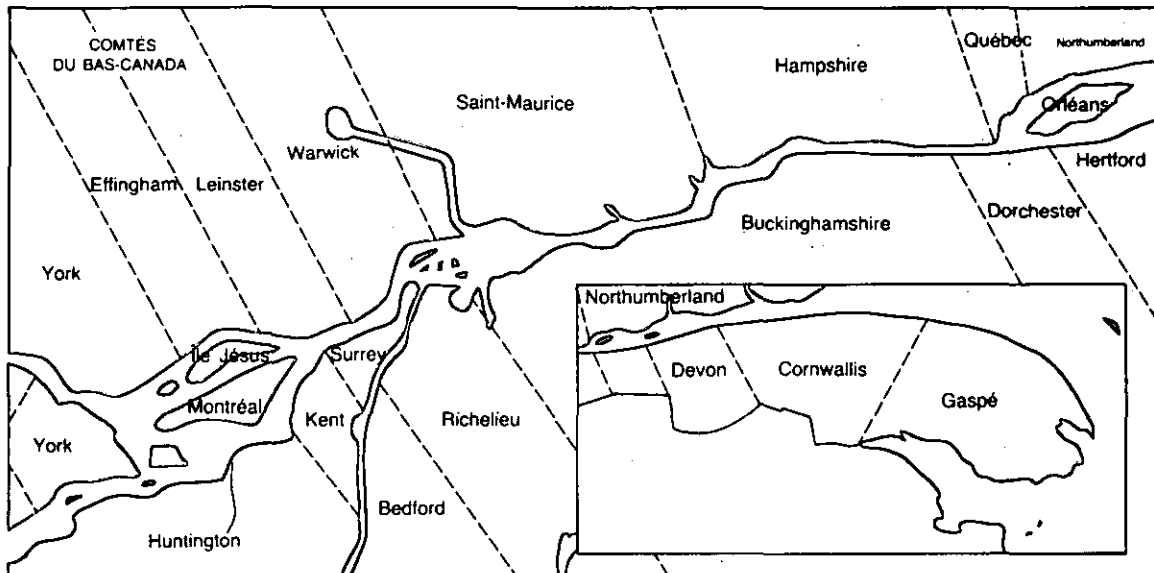 COMTÉS
DU BAS-CANADA
Québec
Northumberland
Hampshire
Saint-Maurice
Orléans
Warwick
Hertford
Effingham
Leinster
Dorchester
Buckinghamshire
York
Northumberland
Île Jésus
Surrey
Devon
Cornwallis
Gaspé
Montréal
Kent
Richelieu
York
Bedford
Huntington